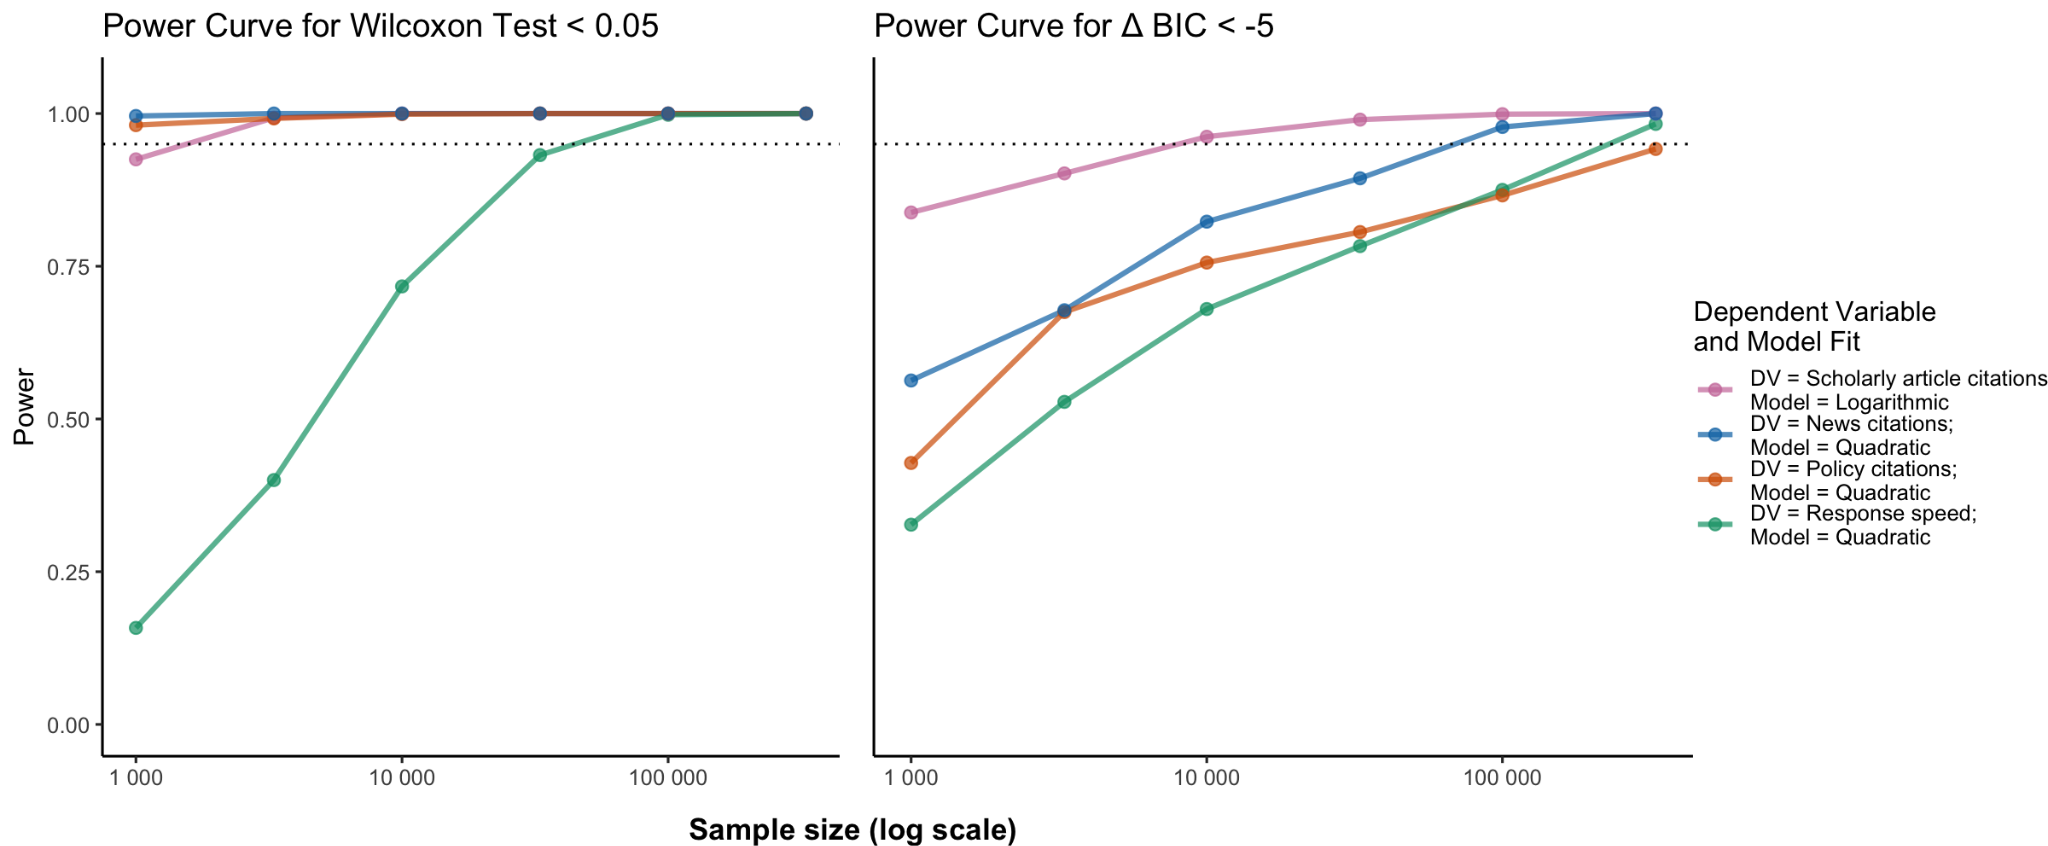 Power Curve for Wilcoxon Test < 0.05
Power Curve for Δ BIC < -5
Power
1.00
0.75
0.50
0.25
0.00
1 000
10 000
100 000
1 000
10 000
100 000
Sample size (log scale)
Dependent Variable
and Model Fit
DV = Scholarly article citations
Model = Logarithmic
DV = News citations;
Model = Quadratic
DV = Policy citations;
Model = Quadratic
DV = Response speed;
Model = Quadratic